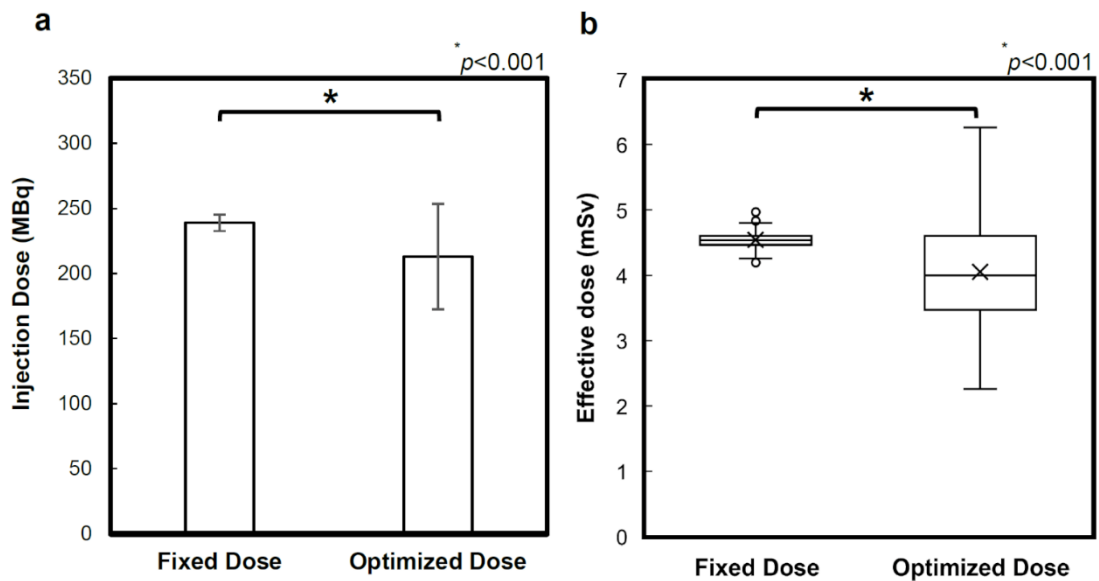 a
*
p<0.001
350
300
250
200
150
100
50
0
Injection Dose (MBq)
*
Fixed Dose
Optimized Dose
b
*
p<0.001
7
6
5
4
3
2
1
0
Effective dose (mSv)
*
Fixed Dose
Optimized Dose